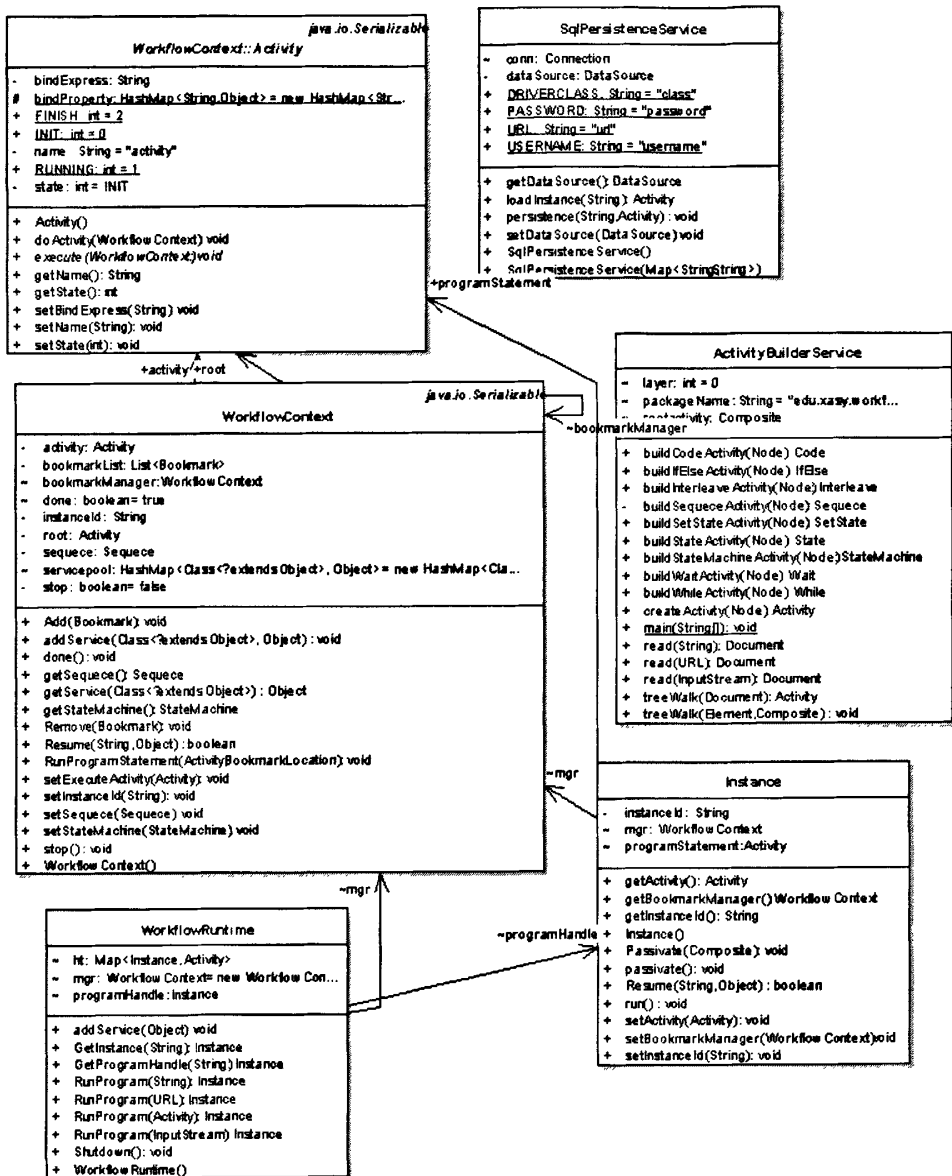 java.io.Serializable
WorkflowContext::Activity
- bindExpress: String
# bindProperty: HashMap<String,Object> = new HashMap<Str...
+ FINISH int = 2
+ INIT: int = 0
- name String = "activity"
+ RUNNING: int = 1
- state: int = INIT
+ Activity()
+ doActivity(WorkflowContext) void
+ execute(WorkflowContext) void
+ getName(): String
+ getState(): int
+ setBindExpress(String) void
+ setName(String): void
+ setState(int): void
SqlPersistenceService
~ conn: Connection
- dataSource: DataSource
+ DRIVERCLASS. String = "class"
+ PASSWORD: String = "password"
+ URL. String = "url"
+ USERNAME: String = "username"
+ getDataSource(): DataSource
+ loadInstance(String): Activity
+ persistence(String,Activity): void
+ setDataSource(DataSource) void
+ SqlPersistenceService()
+ SqlPersistenceService(Map<StringString>)
+programStatement
+activity +root
java.io.Serializable
WorkflowContext
~bookmarkManager
- activity: Activity
- bookmarkList: List<Bookmark>
~ bookmarkManager:WorkflowContext
~ done: boolean= true
- instanceId: String
- root: Activity
- sequece: Sequece
~ servicepool: HashMap<Class<?extends Object>, Object>= new HashMap<Cla...
- stop: boolean= false
+ Add(Bookmark): void
+ addService(Class<?extends Object>, Object): void
+ done(): void
+ getSequece(): Sequece
+ getService(Class<?extends Object>): Object
+ getStateMachine(): StateMachine
+ Remove(Bookmark): void
+ Resume(String,Object): boolean
+ RunProgramStatement(ActivityBookmarkLocation): void
+ setExecuteActivity(Activity): void
+ setInstanceId(String): void
+ setSequece(Sequece) void
+ setStateMachine(StateMachine) void
+ stop(): void
+ WorkflowContext()
ActivityBuilderService
~ layer: int = 0
~ packageName: String = "edu.xasy.workf...
~ rootactivity: Composite
+ buildCodeActivity(Node) Code
+ buildIfElseActivity(Node) IfElse
+ buildInterleaveActivity(Node):Interleave
- buildSequeceActivity(Node) Sequece
+ buildSetStateActivity(Node) SetState
+ buildStateActivity(Node) State
+ buildStateMachineActivity(Node):StateMachine
+ buildWaitActivity(Node) Wait
+ buildWhileActivity(Node) While
+ createActivity(Node) Activity
+ main(String[]): void
+ read(String): Document
+ read(URL): Document
+ read(InputStream): Document
+ treeWalk(Document): Activity
+ treeWalk(Element,Composite): void
~mgr
Instance
- instanceId: String
~ mgr: WorkflowContext
~ programStatement:Activity
+ getActivity(): Activity
+ getBookmarkManager() WorkflowContext
+ getInstanceId(): String
+ Instance()
+ Passivate(Composite): void
+ passivate(): void
+ Resume(String,Object): boolean
+ run(): void
+ setActivity(Activity): void
+ setBookmarkManager(WorkflowContext) void
+ setInstanceId(String): void
~mgr
~programHandle
WorkflowRuntime
~ ht: Map<Instance,Activity>
~ mgr: WorkflowContext= new WorkflowCon...
~ programHandle:Instance
+ addService(Object) void
+ GetInstance(String): Instance
+ GetProgramHandle(String) Instance
+ RunProgram(String): Instance
+ RunProgram(URL): Instance
+ RunProgram(Activity): Instance
+ RunProgram(InputStream) Instance
+ Shutdown(): void
+ WorkflowRuntime()